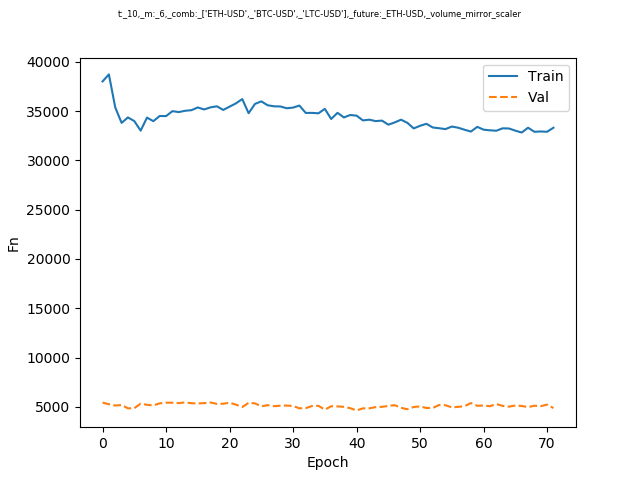 t:_10,_m:_6,_comb:_['ETH-USD',_'BTC-USD',_'LTC-USD'],_future:_ETH-USD,_volume_mirror_scaler
Train
Val
40000
35000
30000
25000
20000
15000
10000
5000
Fn
0 10 20 30 40 50 60 70
Epoch